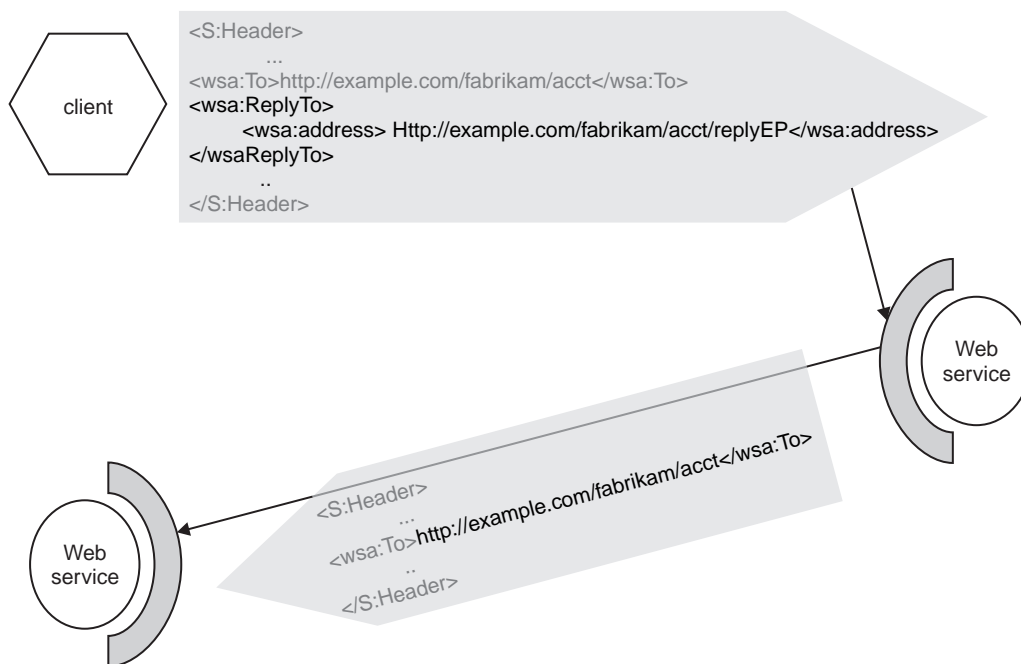 client
<S:Header>
...
<wsa:To>http://example.com/fabrikam/acct</wsa:To>
<wsa:ReplyTo>
<wsa:address> Http://example.com/fabrikam/acct/replyEP</wsa:address>
</wsaReplyTo>
..
</S:Header>
Web
service
<S:Header>
...
<wsa:To>http://example.com/fabrikam/acct</wsa:To>
..
</S:Header>
Web
service